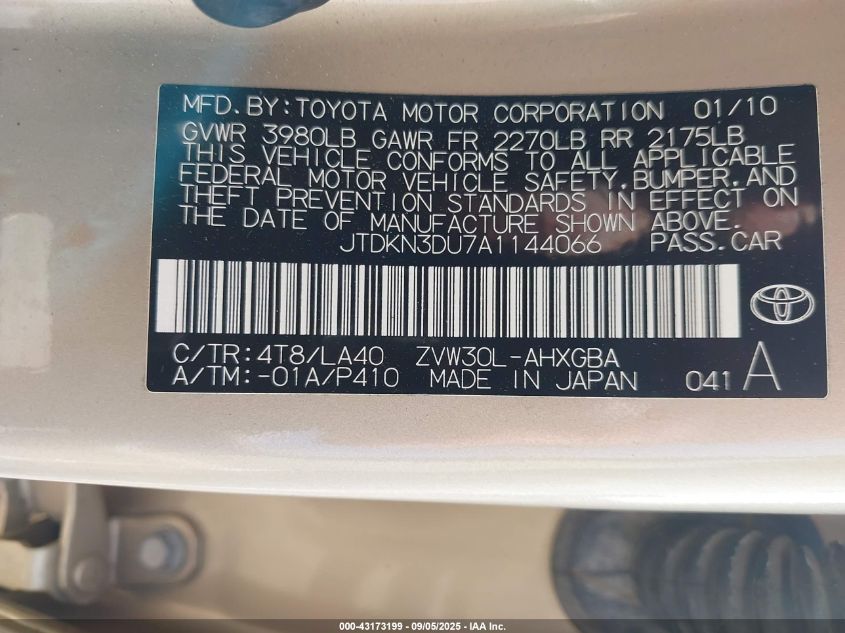 MFD.BY:TOYOTA MOTOR CORPORATION 01/10
GVWR 3980LB GAWR FR 2270LB RR 2175LB
THIS VEHICLE CONFORMS TO ALL APPLICABLE
FEDERAL MOTOR VEHICLE SAFETY,BUMPER,AND
THEFT PREVENTION STANDARDS IN EFFECT ON
THE DATE OF MANUFACTURE SHOWN ABOVE.
JTDKN3DU7A1144066 PASS.CAR
C/TR:4T8/LA40 ZVW30L-AHXGBA
A/TM:-01A/P410 MADE IN JAPAN 041 A
000-43173199 - 09/05/2025 - IAA Inc.